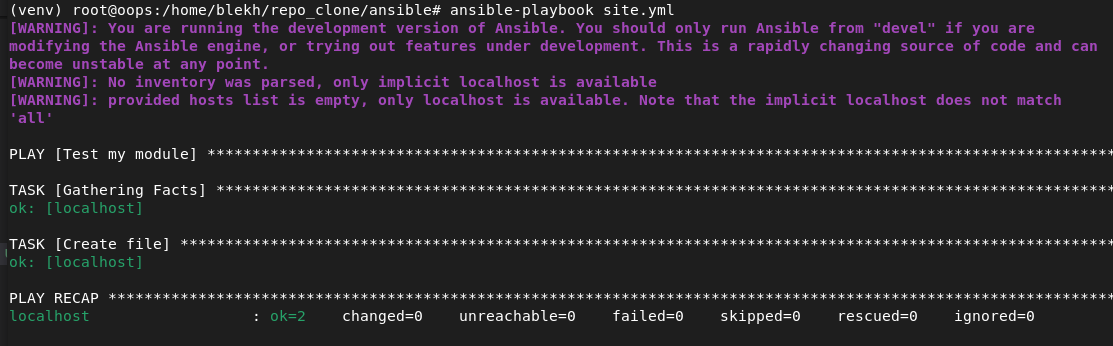 (venv) root@oops:/home/blekh/repo_clone/ansible# ansible-playbook site.yml
[WARNING]: You are running the development version of Ansible. You should only run Ansible from "devel" if you are
modifying the Ansible engine, or trying out features under development. This is a rapidly changing source of code and can
become unstable at any point.
[WARNING]: No inventory was parsed, only implicit localhost is available
[WARNING]: provided hosts list is empty, only localhost is available. Note that the implicit localhost does not match
'all'
PLAY [Test my module] *****************************************************************************************************
TASK [Gathering Facts] ****************************************************************************************************
ok: [localhost]
TASK [Create file] ********************************************************************************************************
ok: [localhost]
PLAY RECAP ****************************************************************************************************************
localhost                  : ok=2    changed=0    unreachable=0    failed=0    skipped=0    rescued=0    ignored=0